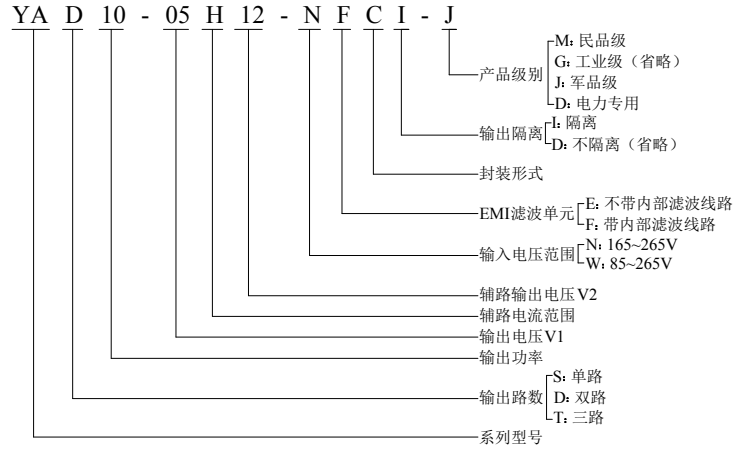 YA D 10 - 05 H 12 - N F C I - J
M: 民品级
G: 工业级（省略）
产品级别
J: 军品级
D: 电力专用
I: 隔离
输出隔离
D: 不隔离（省略）
封装形式
E: 不带内部滤波线路
EMI滤波单元
F: 带内部滤波线路
N: 165~265V
输入电压范围
W: 85~265V
辅路输出电压V2
辅路电流范围
输出电压V1
输出功率
S: 单路
输出路数
D: 双路
T: 三路
系列型号